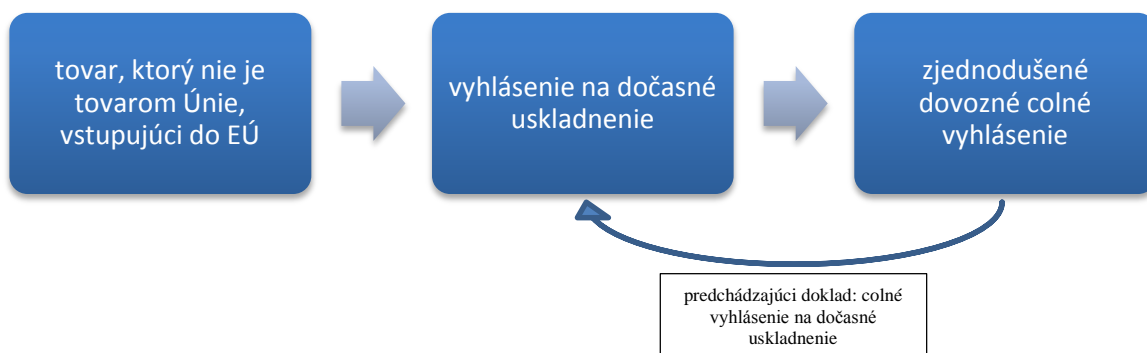 tovar, ktorý nie je
tovarom Únie,
vstupujúci do EÚ
vyhlásenie na dočasné
uskladnenie
zjednodušené
dovozné colné
vyhlásenie
predchádzajúci doklad: colné
vyhlásenie na dočasné
uskladnenie